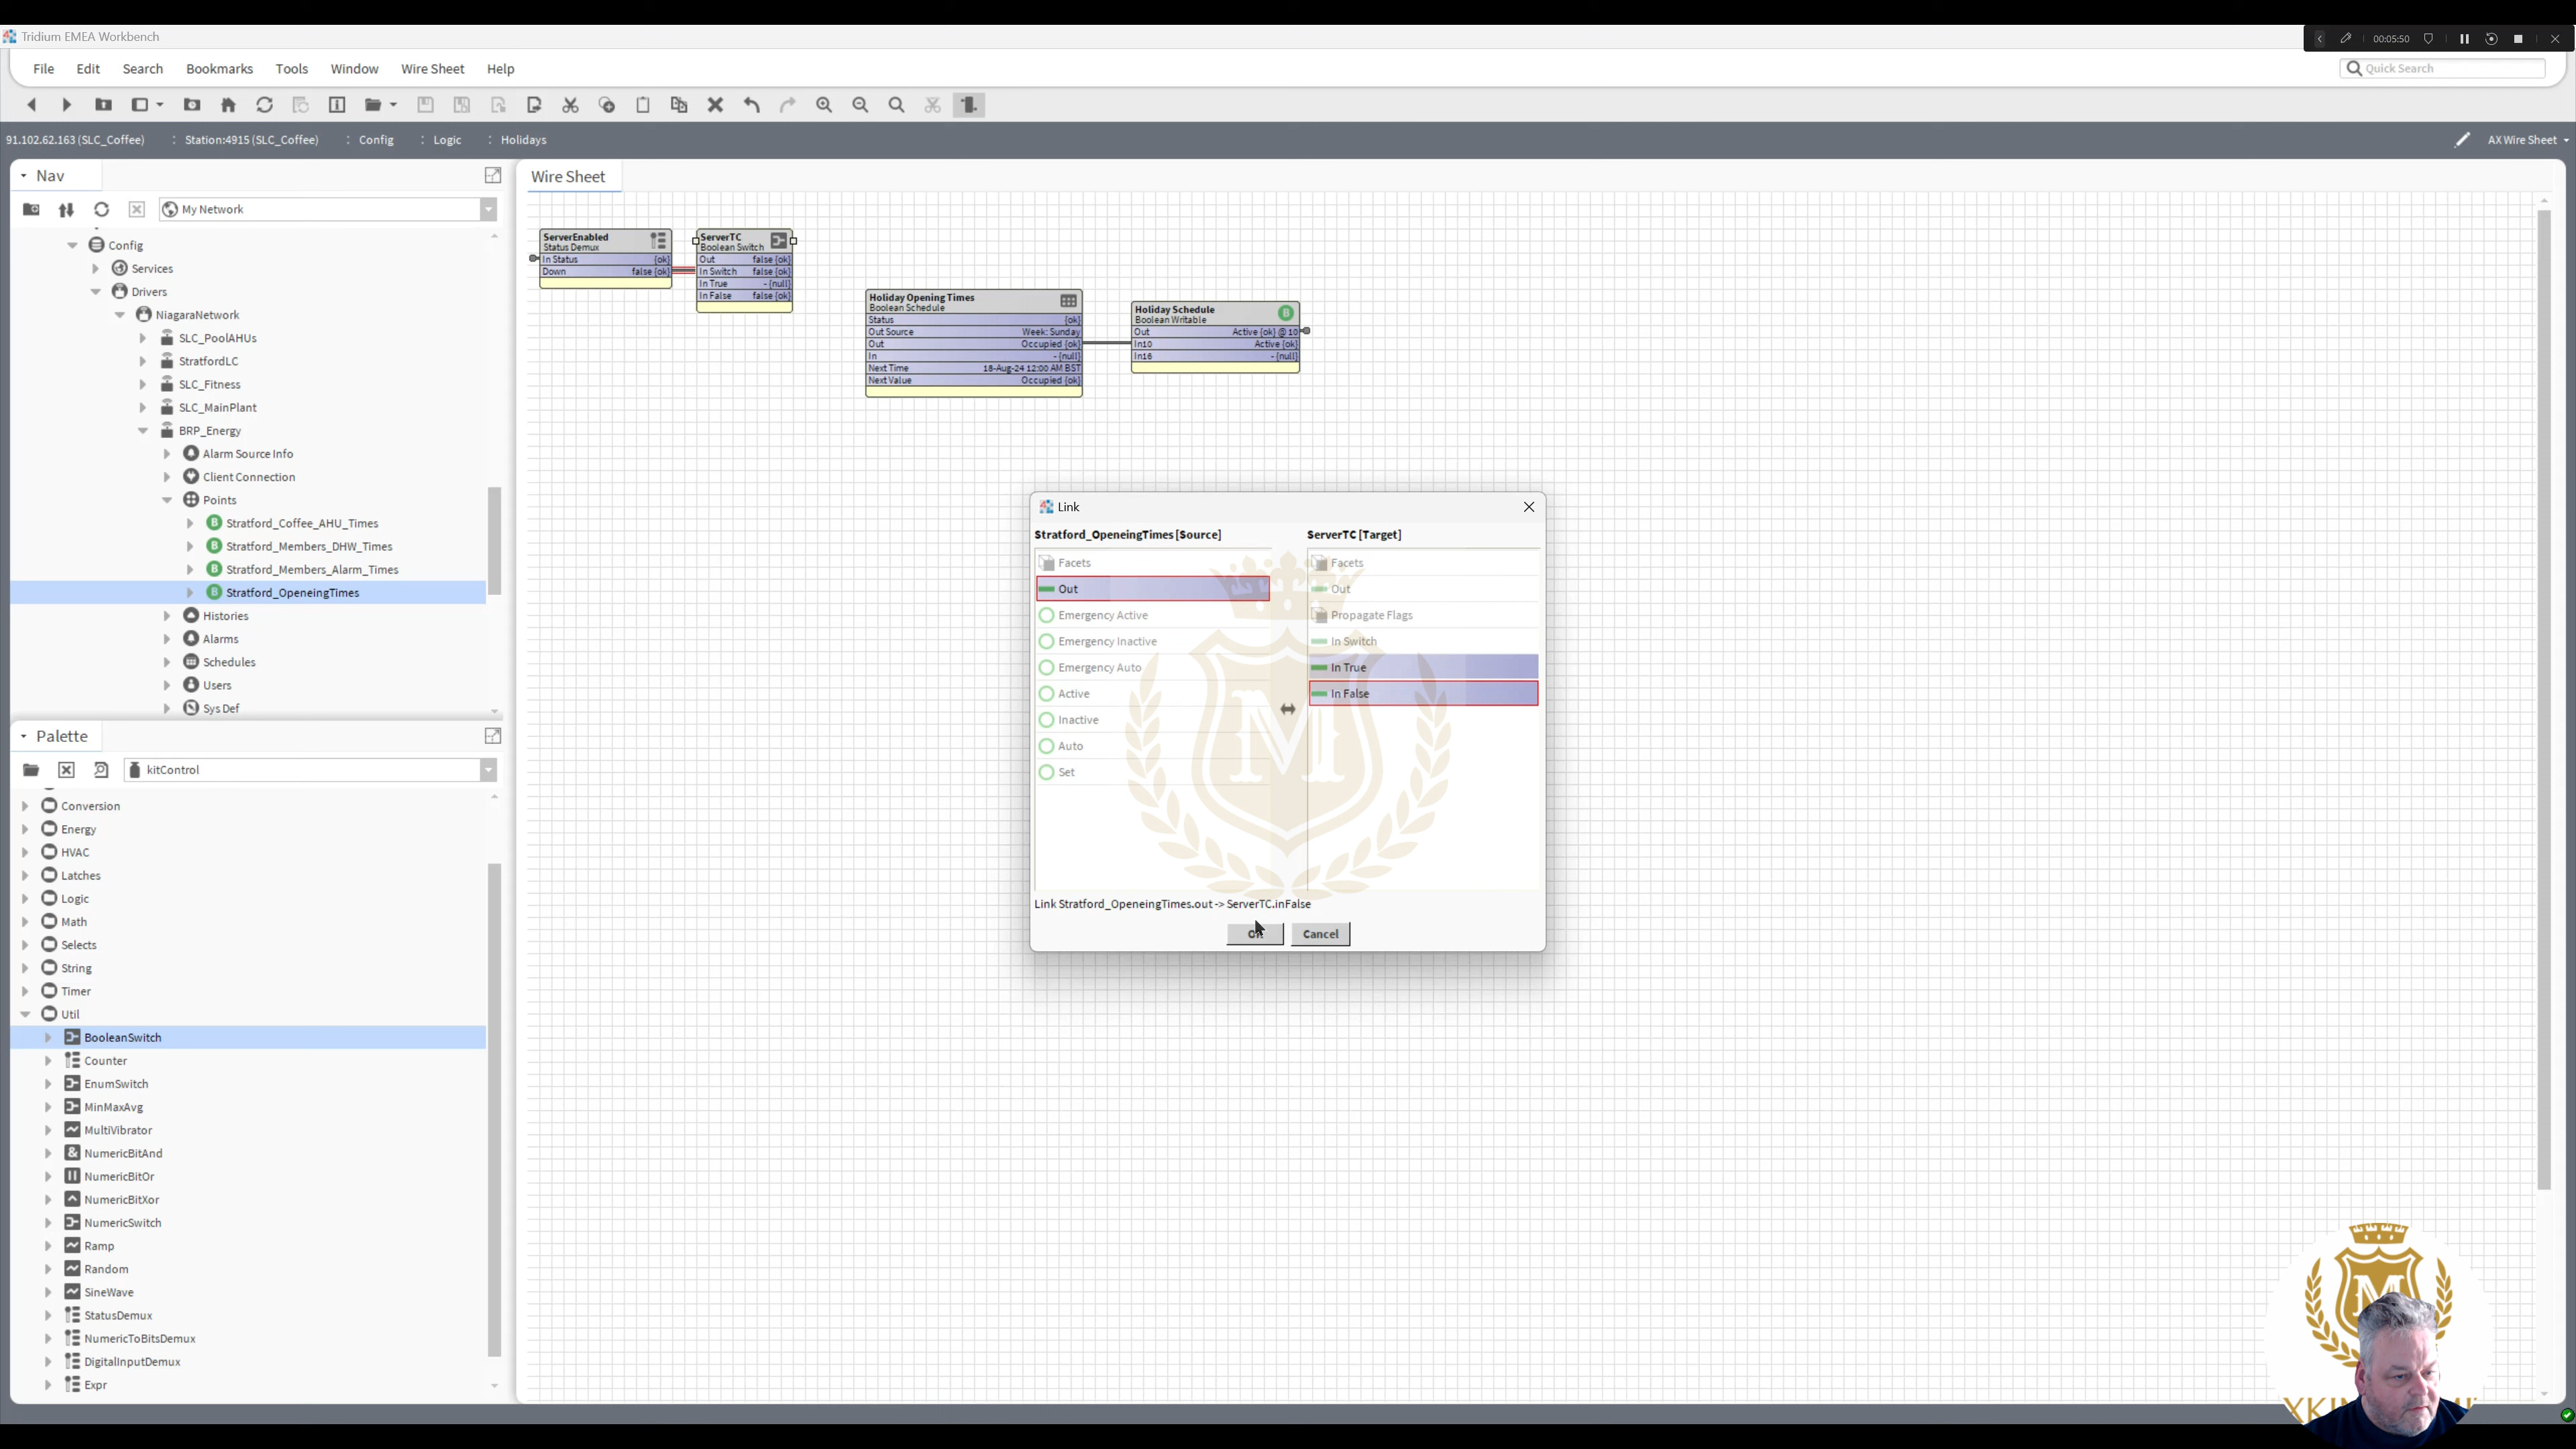 Tridium EMEA Workbench
00:05:50
File Edit Search Bookmarks Tools Window Wire Sheet Help
Quick Search
91.102.62.163 (SLC_Coffee) : Station:4915 (SLC_Coffee) : Config : Logic : Holidays
AX Wire Sheet
Nav
My Network
Config
Services
Drivers
NiagaraNetwork
SLC_PoolAHUs
StratfordLC
SLC_Fitness
SLC_MainPlant
BRP_Energy
Alarm Source Info
Client Connection
Points
Stratford_Coffee_AHU_Times
Stratford_Members_DHW_Times
Stratford_Members_Alarm_Times
Stratford_OpeneingTimes
Histories
Alarms
Schedules
Users
Sys Def
Palette
kitControl
Conversion
Energy
HVAC
Latches
Logic
Math
Selects
String
Timer
Util
BooleanSwitch
Counter
EnumSwitch
MinMaxAvg
MultiVibrator
NumericBitAnd
NumericBitOr
NumericBitXor
NumericSwitch
Ramp
Random
SineWave
StatusDemux
NumericToBitsDemux
DigitalInputDemux
Expr
Wire Sheet
ServerEnabled
Status Demux
In Status {ok}
Down false {ok}
ServerTC
Boolean Switch
Out false {ok}
In Switch false {ok}
In True - {null}
In False false {ok}
Holiday Opening Times
Boolean Schedule
Status {ok}
Out Source Week: Sunday
Out Occupied {ok}
In - {null}
Next Time 18-Aug-24 12:00 AM BST
Next Value Occupied {ok}
Holiday Schedule
Boolean Writable
Out Active {ok} @ 10
In10 Active {ok}
In16 - {null}
Link
Stratford_OpeneingTimes [Source]
Facets
Out
Emergency Active
Emergency Inactive
Emergency Auto
Active
Inactive
Auto
Set
ServerTC [Target]
Facets
Out
Propagate Flags
In Switch
In True
In False
Link Stratford_OpeneingTimes.out -> ServerTC.inFalse
Cancel